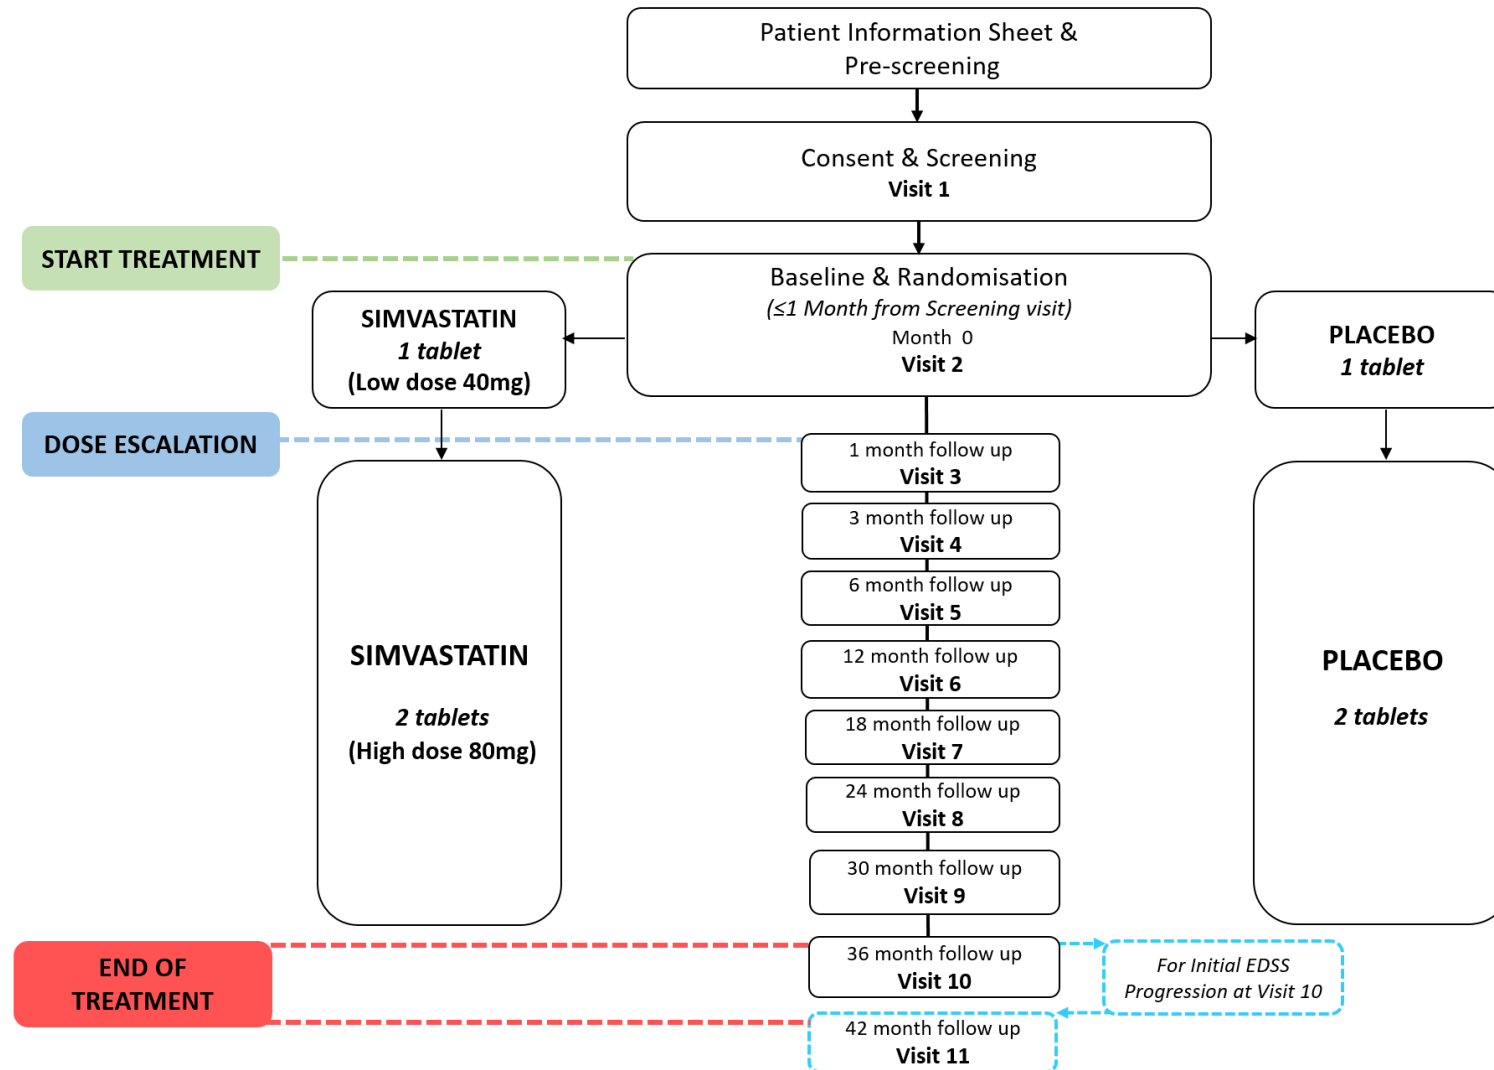 Patient Information Sheet &
Pre-screening
Consent & Screening
Visit 1
START TREATMENT
Baseline & Randomisation
(≤1 Month from Screening visit)
Month 0
Visit 2
SIMVASTATIN
1 tablet
(Low dose 40mg)
PLACEBO
1 tablet
DOSE ESCALATION
1 month follow up
Visit 3
3 month follow up
Visit 4
6 month follow up
Visit 5
12 month follow up
Visit 6
18 month follow up
Visit 7
24 month follow up
Visit 8
30 month follow up
Visit 9
SIMVASTATIN
2 tablets
(High dose 80mg)
PLACEBO
2 tablets
END OF
TREATMENT
36 month follow up
Visit 10
For Initial EDSS
Progression at Visit 10
42 month follow up
Visit 11